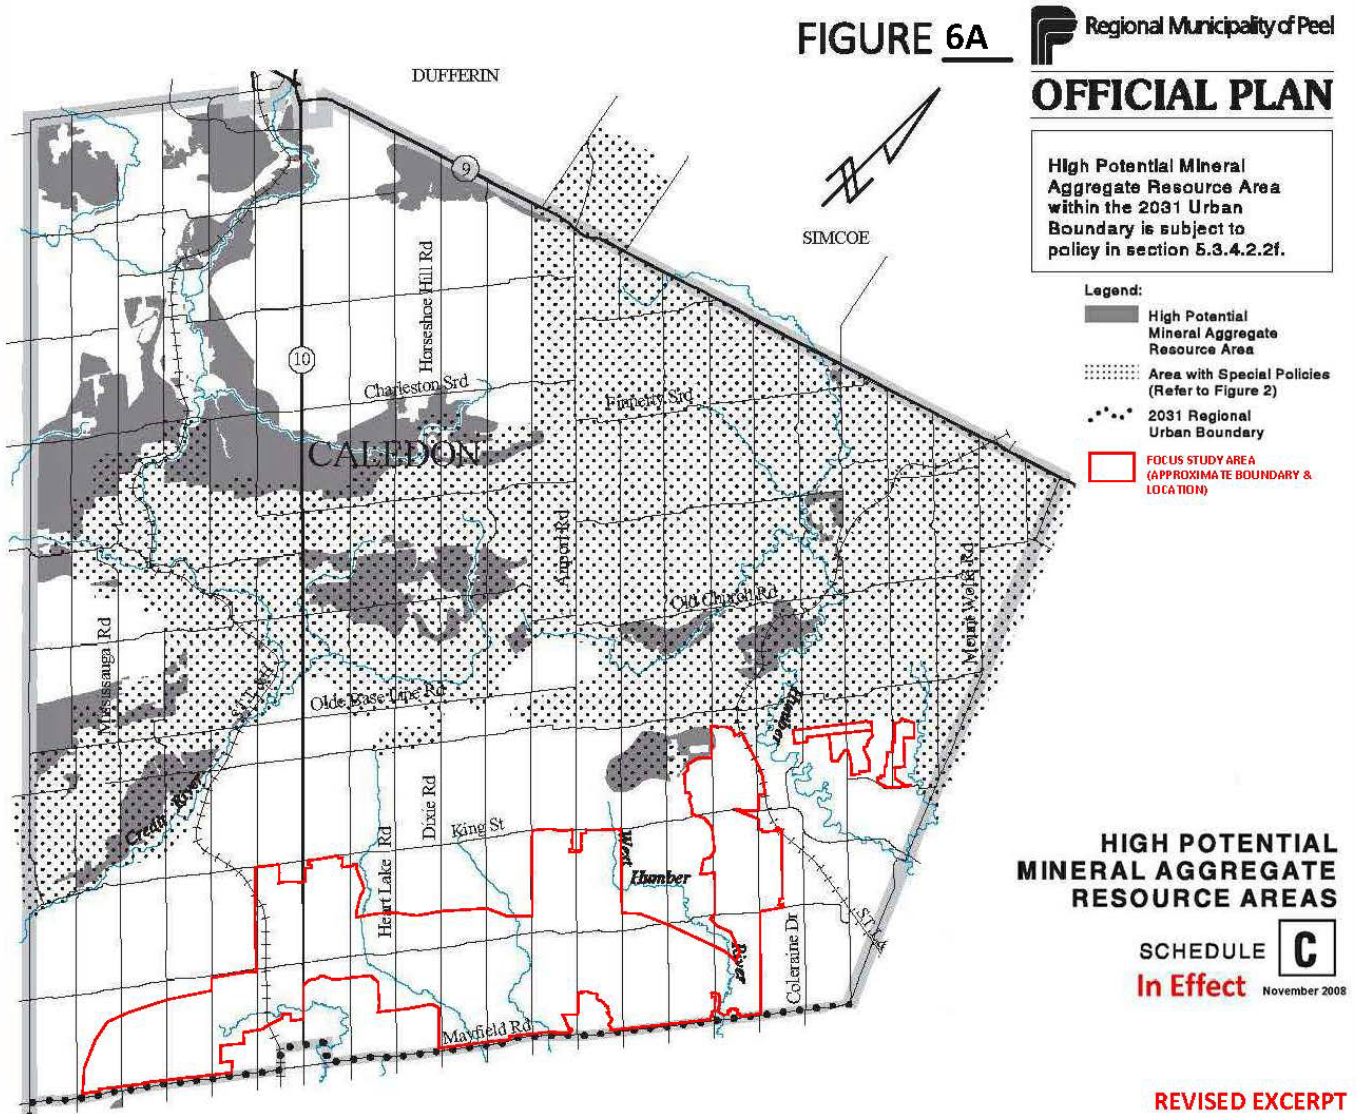 FIGURE 6A
Regional Municipality of Peel
OFFICIAL PLAN
High Potential Mineral
Aggregate Resource Area
within the 2031 Urban
Boundary is subject to
policy in section 5.3.4.2.2f.
Legend:
High Potential
Mineral Aggregate
Resource Area
Area with Special Policies
(Refer to Figure 2)
2031 Regional
Urban Boundary
FOCUS STUDY AREA
(APPROXIMATE BOUNDARY &
LOCATION)
DUFFERIN
9
SIMCOE
Horseshoe Hill Rd
10
Charleston Srd
Finnerty Srd
CALEDON
Airport Rd
Old Church Rd
Mount Wolfe Rd
Mississauga Rd
ST.L&H
Olde Base Line Rd
Humber
Credit River
Dixie Rd
King St
Heart Lake Rd
West
Humber
River
Coleraine Dr
Mayfield Rd
HIGH POTENTIAL
MINERAL AGGREGATE
RESOURCE AREAS
SCHEDULE C
In Effect November 2008
REVISED EXCERPT